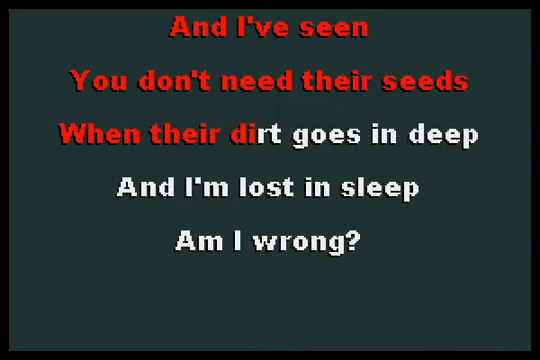 And I've seen
You don't need their seeds
When their dirt goes in deep
And I'm lost in sleep
Am I wrong?